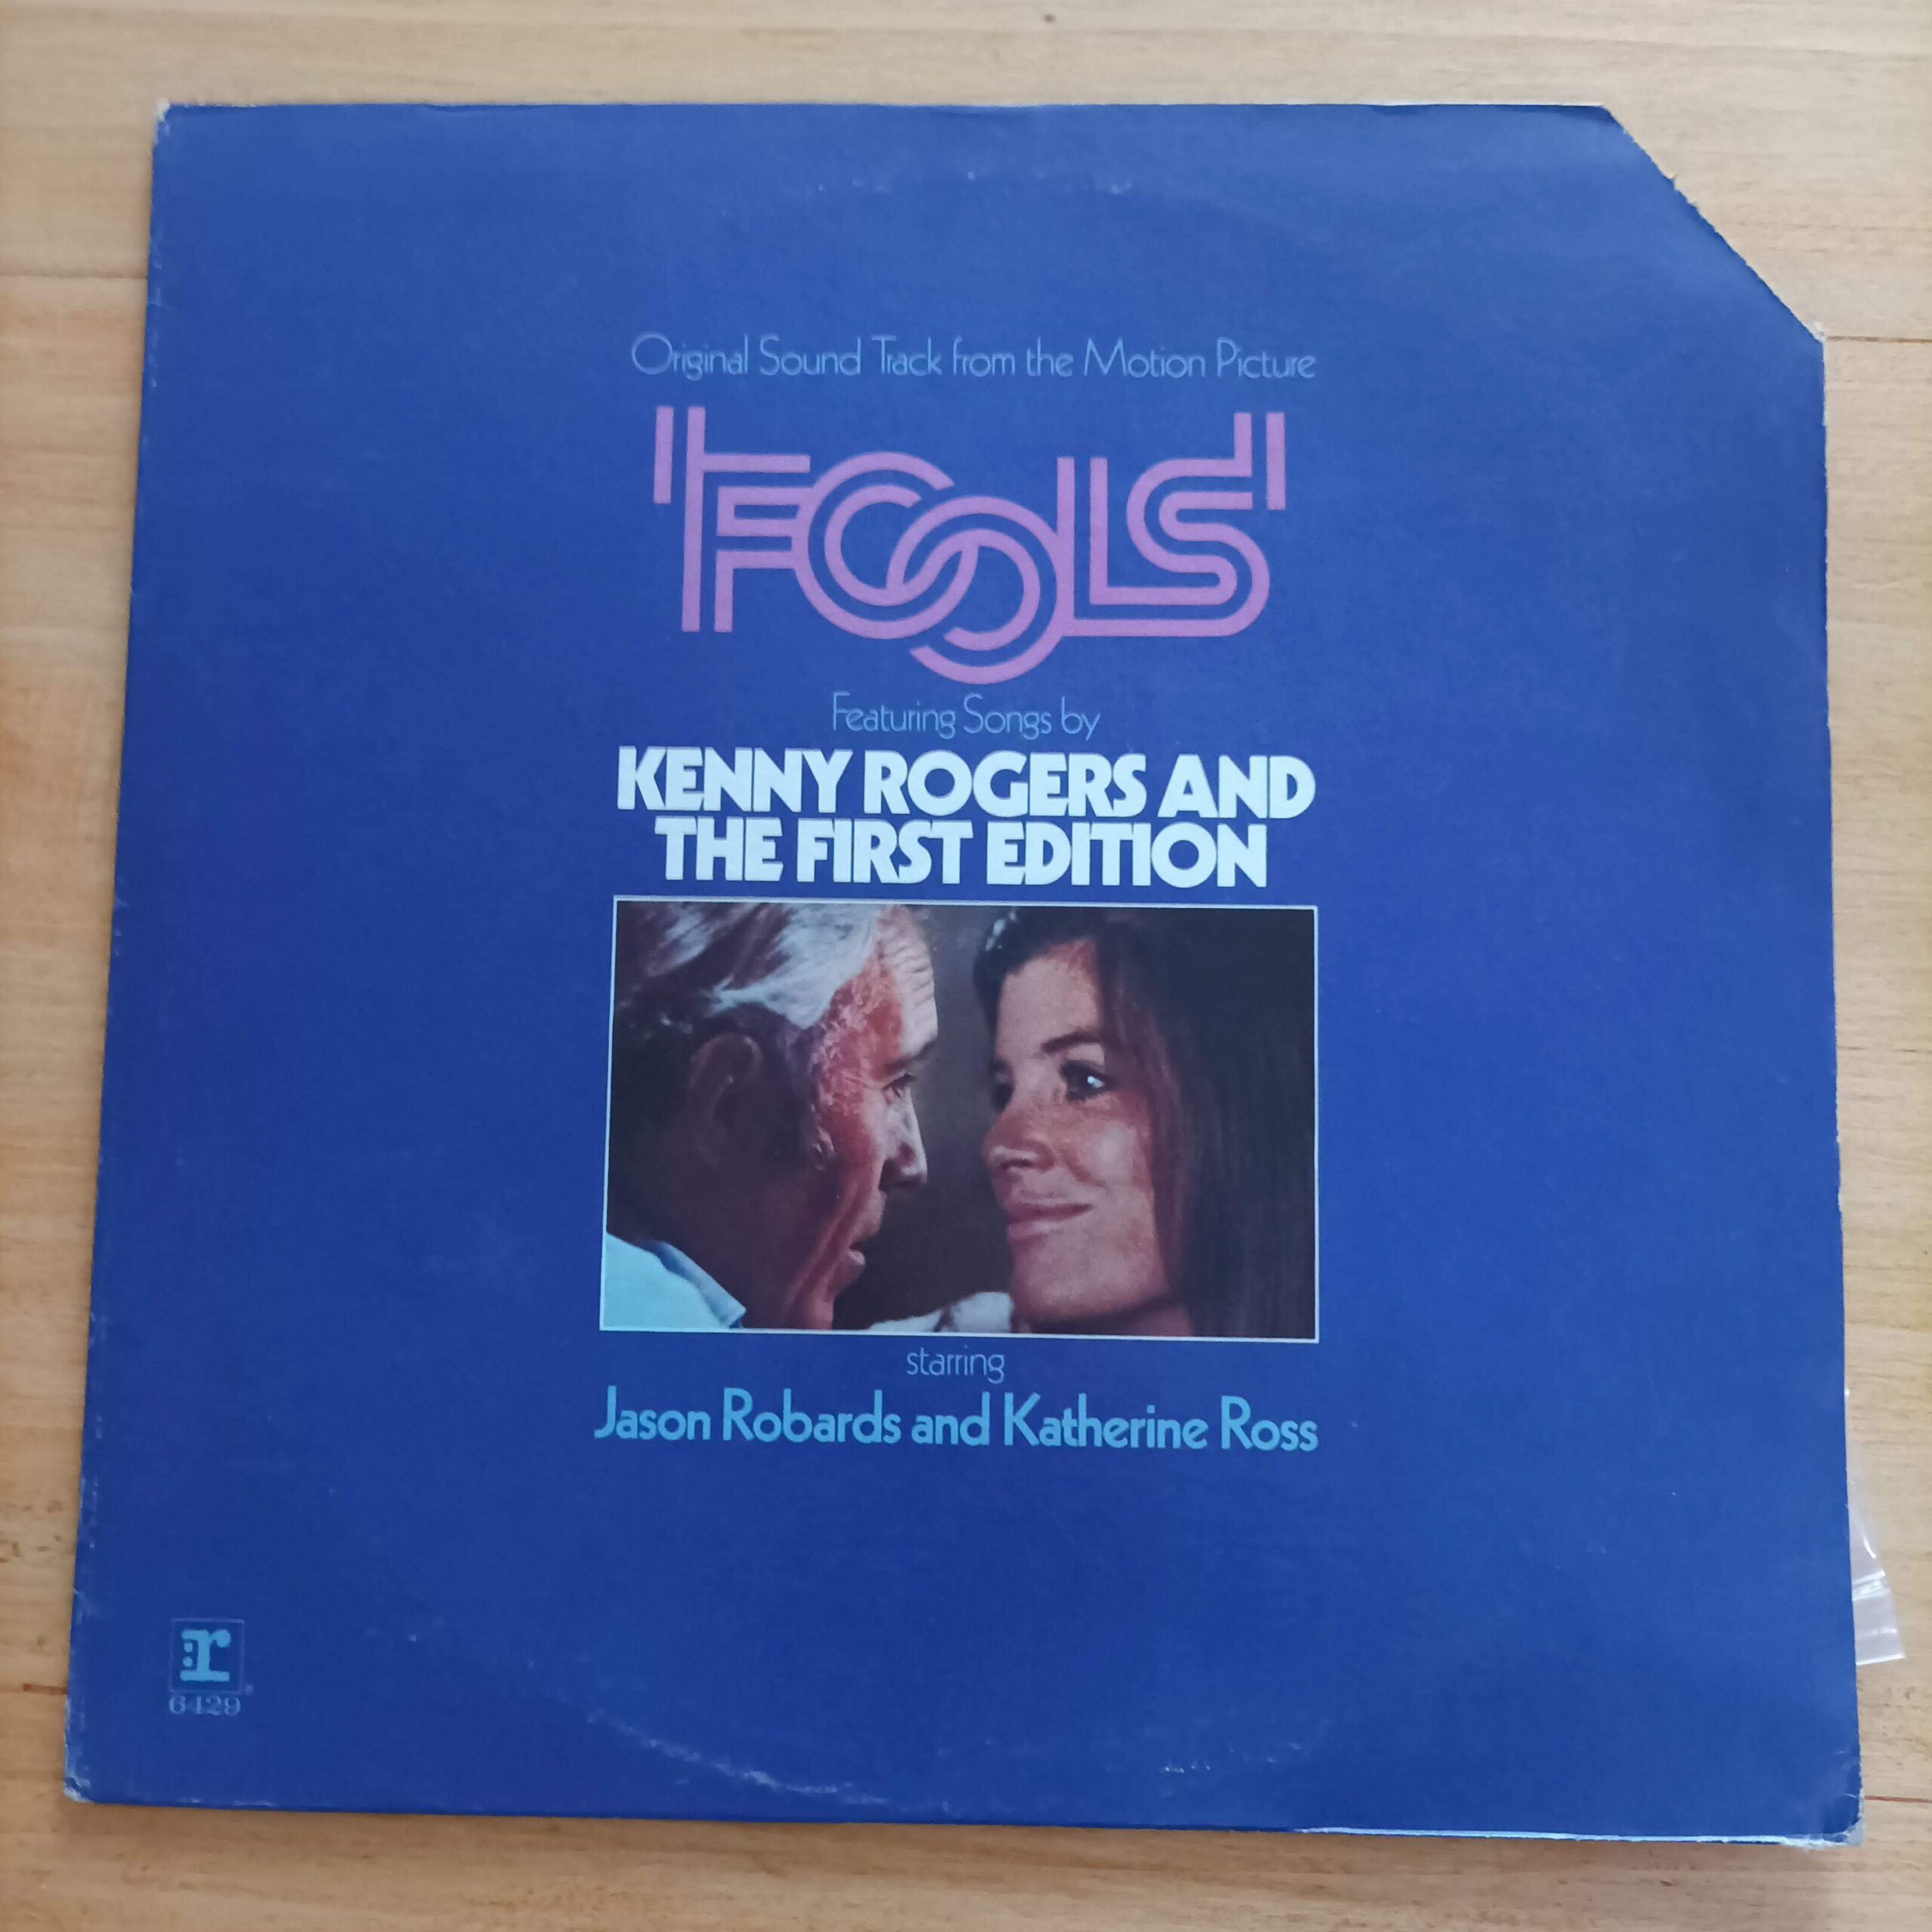 Original Sound Track from the Motion Picture
'FOOLS'
Featuring Songs by
KENNY ROGERS AND
THE FIRST EDITION
starring
Jason Robards and Katherine Ross
:r
6429